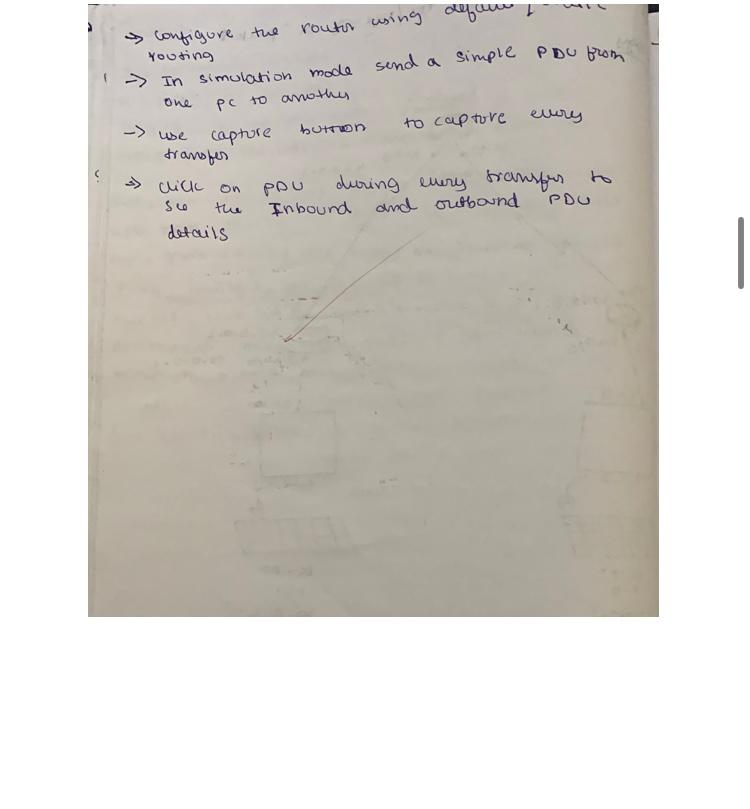 → configure the router using default
routing
→ In simulation mode send a simple PDU from
one pc to another
→ use capture button to capture every
transfer
→ click on PDU during every transfer to
see the Inbound and outbound PDU
details